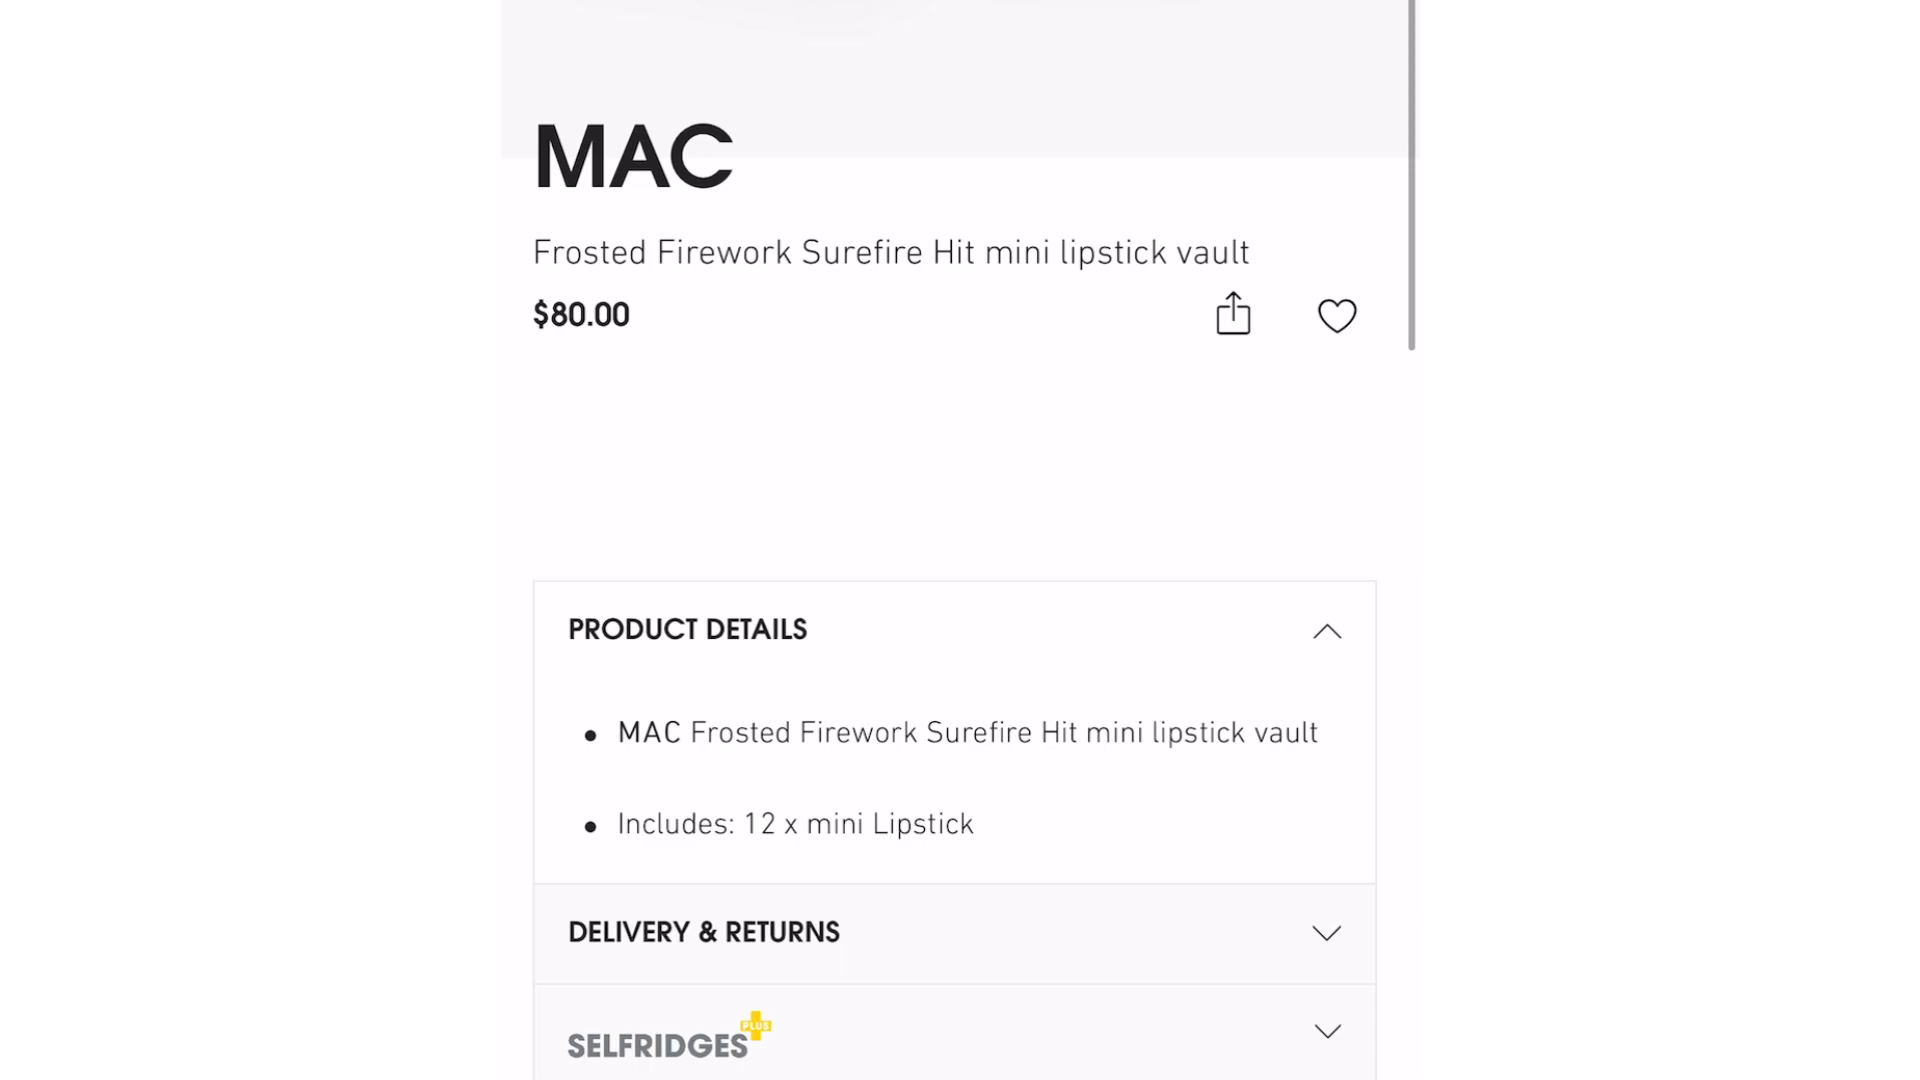 MAC
Frosted Firework Surefire Hit mini lipstick vault
$80.00
PRODUCT DETAILS
MAC Frosted Firework Surefire Hit mini lipstick vault
Includes: 12 x mini Lipstick
DELIVERY & RETURNS
SELFRIDGES PLUS